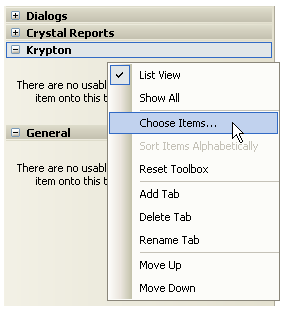 Dialogs
Crystal Reports
Krypton
There are no usabl
item onto this t
General
There are no usabl
item onto this t
List View
Show All
Choose Items...
Sort Items Alphabetically
Reset Toolbox
Add Tab
Delete Tab
Rename Tab
Move Up
Move Down